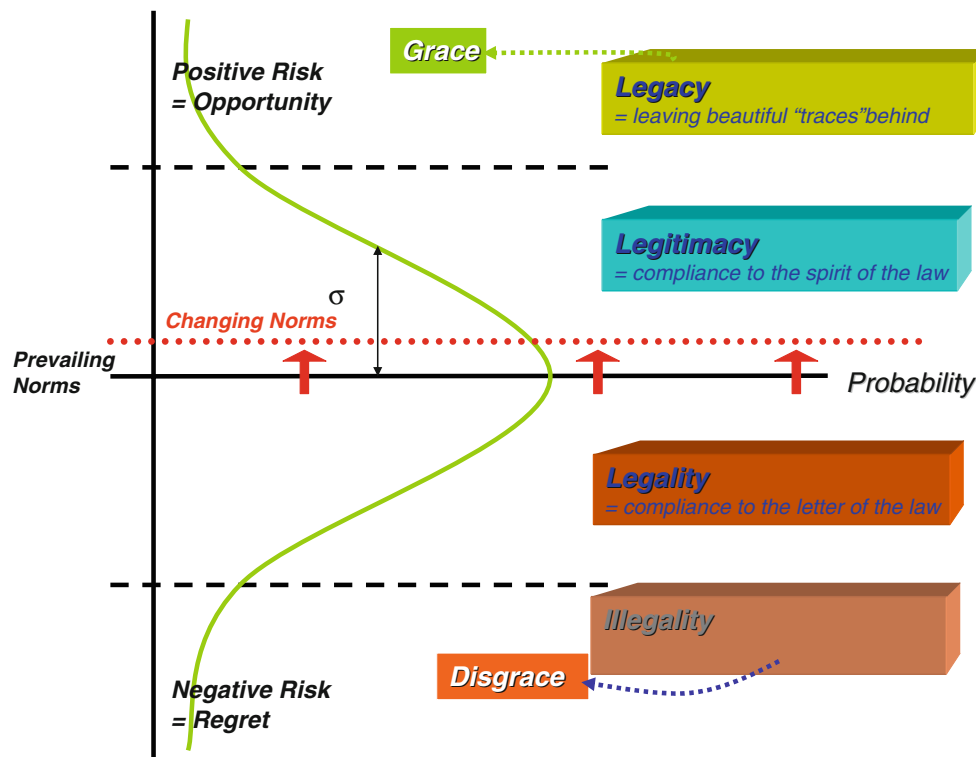 Grace
Positive Risk
= Opportunity
Legacy
= leaving beautiful “traces”behind
Legitimacy
= compliance to the spirit of the law
σ
Changing Norms
Prevailing
Norms
Probability
Legality
= compliance to the letter of the law
Illegality
Disgrace
Negative Risk
= Regret